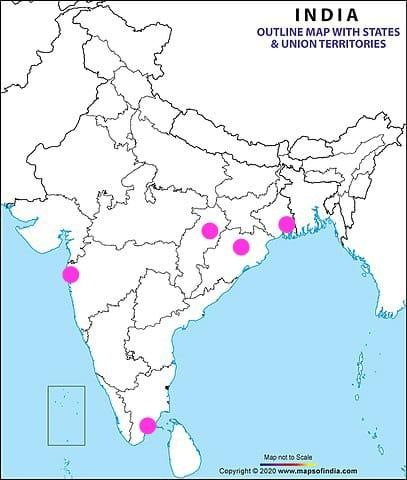 INDIA
OUTLINE MAP WITH STATES
& UNION TERRITORIES
Map not to Scale
Copyright © 2020 www.mapsofindia.com